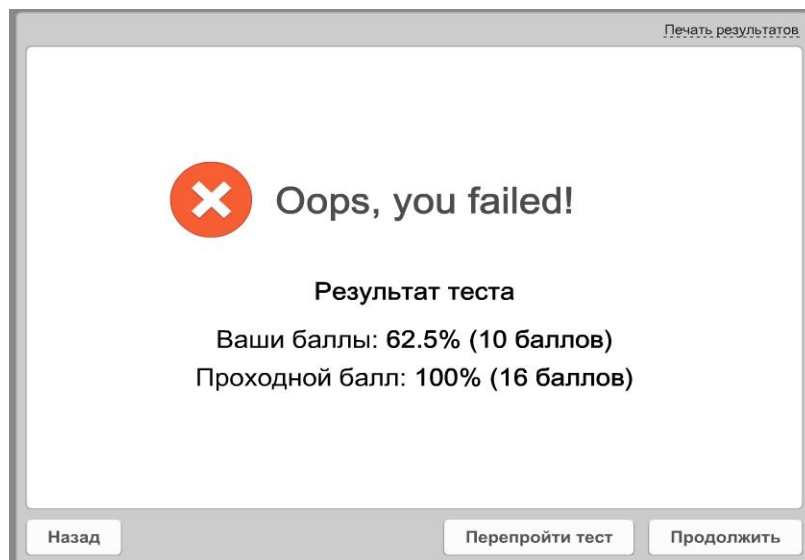 Печать результатов
Oops, you failed!
Результат теста
Ваши баллы: 62.5% (10 баллов)
Проходной балл: 100% (16 баллов)
Назад
Перепройти тест
Продолжить